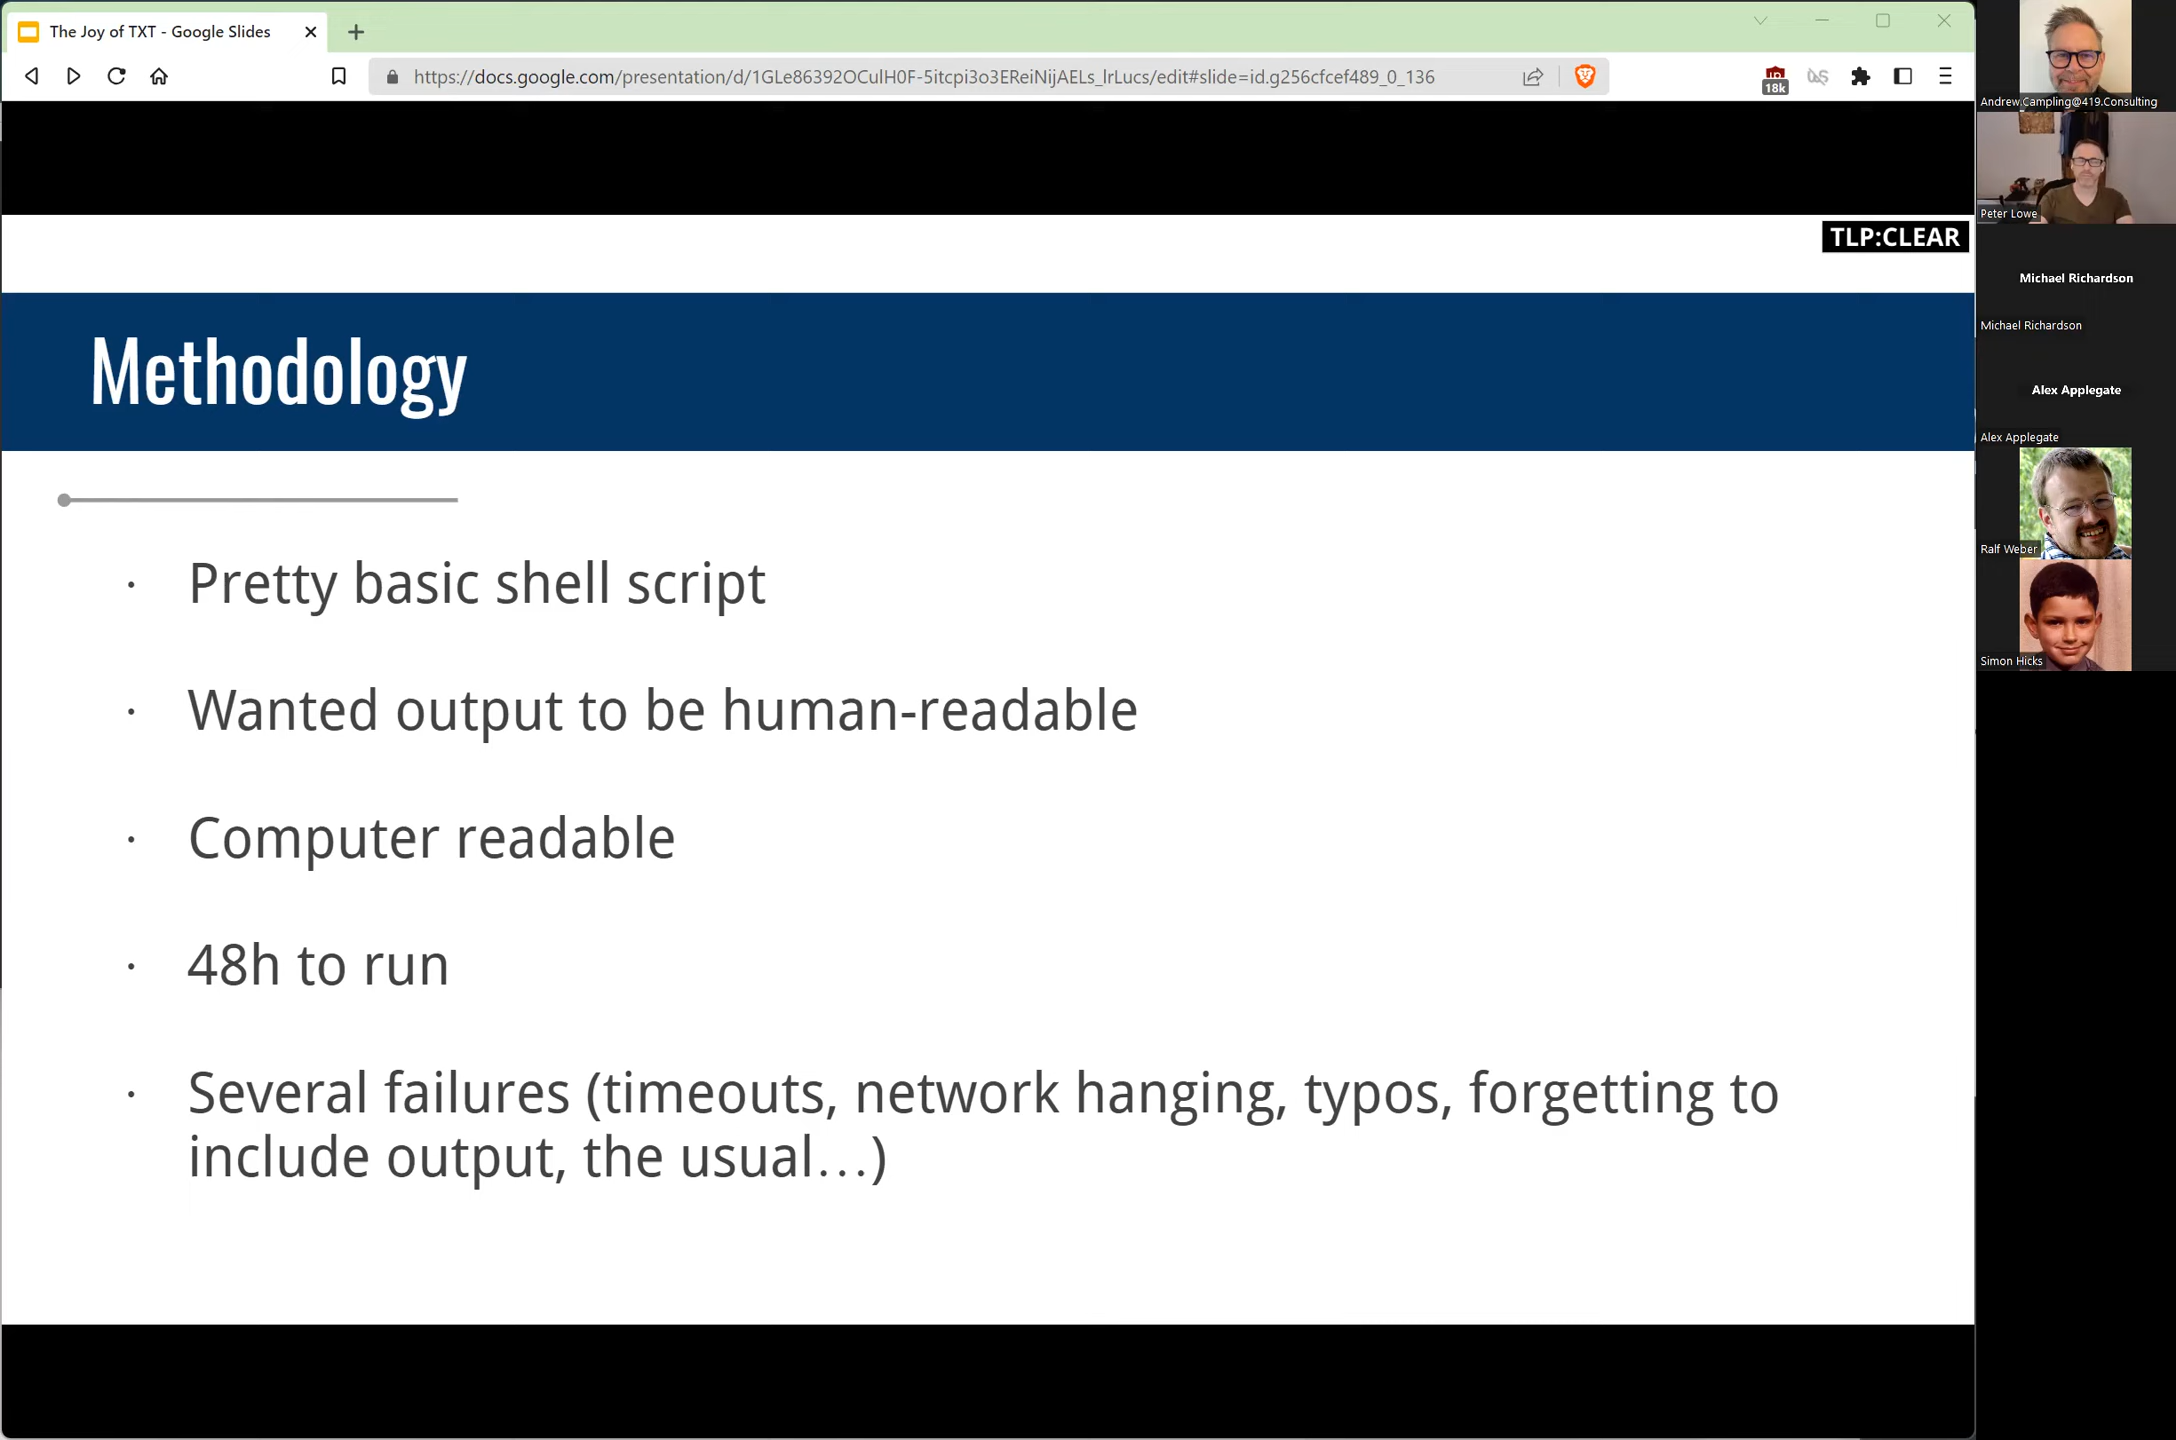 The Joy of TXT - Google Slides
https://docs.google.com/presentation/d/1GLe86392OCulH0F-5itcpi3o3EReiNijAELs_lrLucs/edit#slide=id.g256cfcef489_0_136
18k
TLP:CLEAR
Methodology
· Pretty basic shell script
· Wanted output to be human-readable
· Computer readable
· 48h to run
· Several failures (timeouts, network hanging, typos, forgetting to
include output, the usual…)
Andrew.Campling@419.Consulting
Peter Lowe
Michael Richardson
Michael Richardson
Alex Applegate
Alex Applegate
Ralf Weber
Simon Hicks